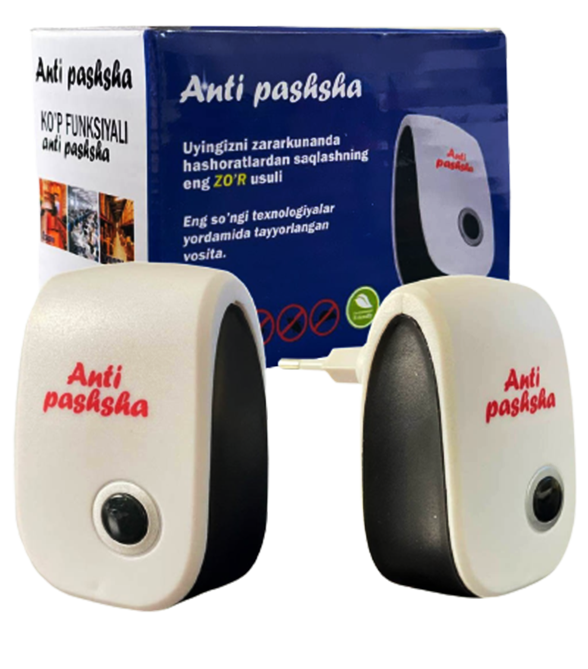 Anti pashsha
KO'P FUNKSIYALI
anti pashsha
Anti pashsha
Uyingizni zararkunanda
hashoratlardan saqlashning
eng ZO'R usuli
Eng so'ngi texnologiyalar
yordamida tayyorlangan
vosita.
Anti
pashsha
Anti
pashsha
Anti
pashsha